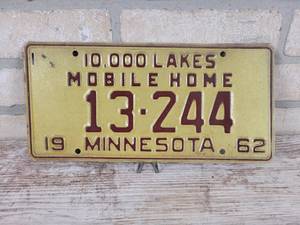 10,000 LAKES
MOBILE HOME
13-244
19 MINNESOTA 62